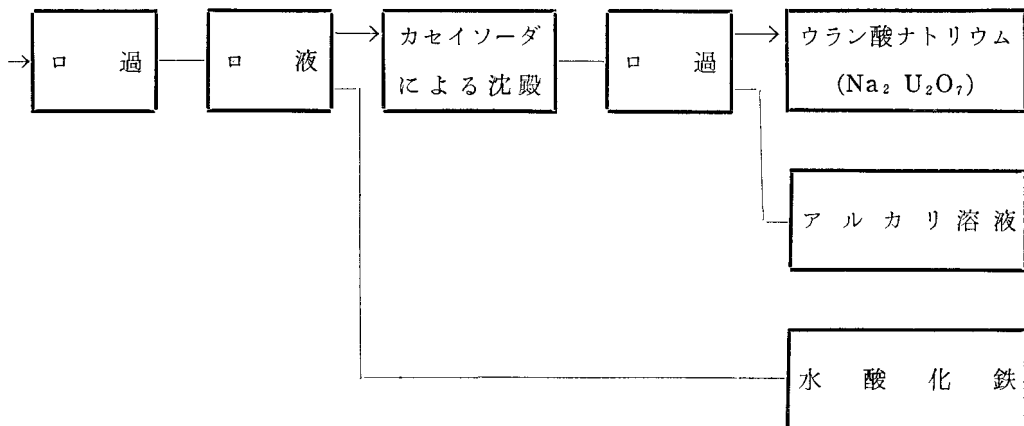 ロ過
ロ液
カセイソーダ
による沈殿
ロ過
ウラン酸ナトリウム
(Na₂ U₂O₇)
アルカリ溶液
水酸化鉄